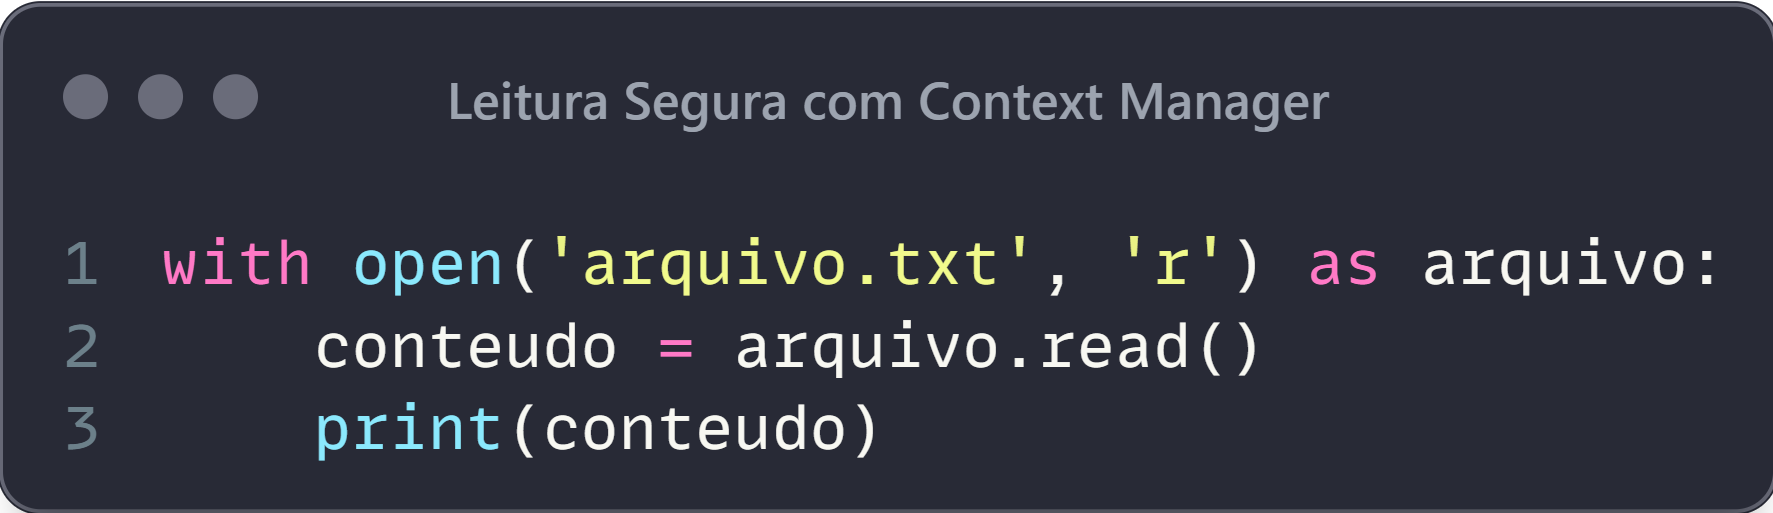 Leitura Segura com Context Manager
1 with open('arquivo.txt', 'r') as arquivo:
2     conteudo = arquivo.read()
3     print(conteudo)